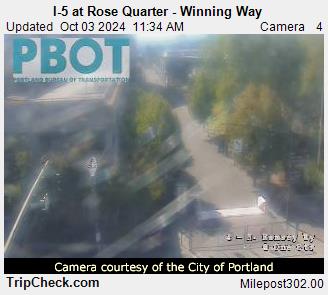 I-5 at Rose Quarter - Winning Way
Updated Oct 03 2024 11:34 AM Camera 4
PBOT
PORTLAND BUREAU OF TRANSPORTATION
Camera courtesy of the City of Portland
TripCheck.com Milepost302.00